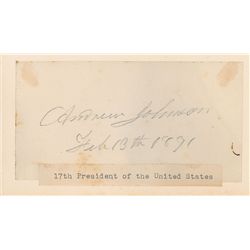 Andrew Johnson
Feb 13th 1871
17th President of the United States